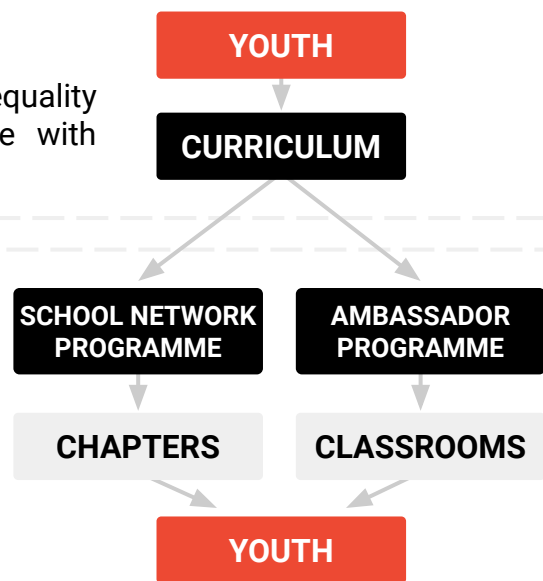 YOUTH
equality
e with
CURRICULUM
SCHOOL NETWORK
PROGRAMME
AMBASSADOR
PROGRAMME
CHAPTERS
CLASSROOMS
YOUTH